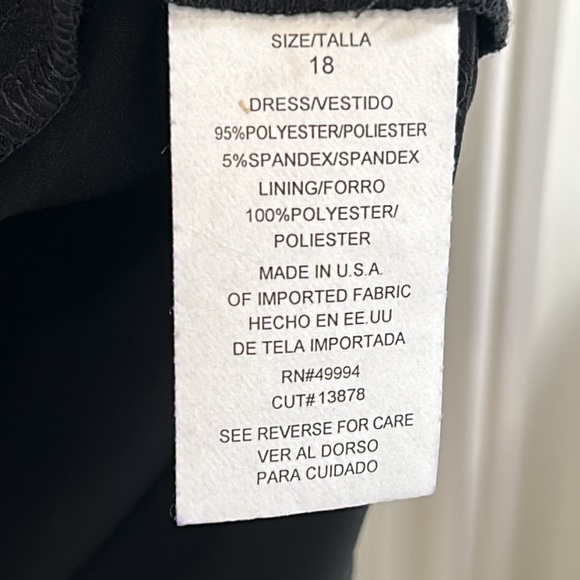 SIZE/TALLA
18
DRESS/VESTIDO
95%POLYESTER/POLIESTER
5%SPANDEX/SPANDEX
LINING/FORRO
100%POLYESTER/
POLIESTER
MADE IN U.S.A.
OF IMPORTED FABRIC
HECHO EN EE.UU
DE TELA IMPORTADA
RN#49994
CUT#13878
SEE REVERSE FOR CARE
VER AL DORSO
PARA CUIDADO